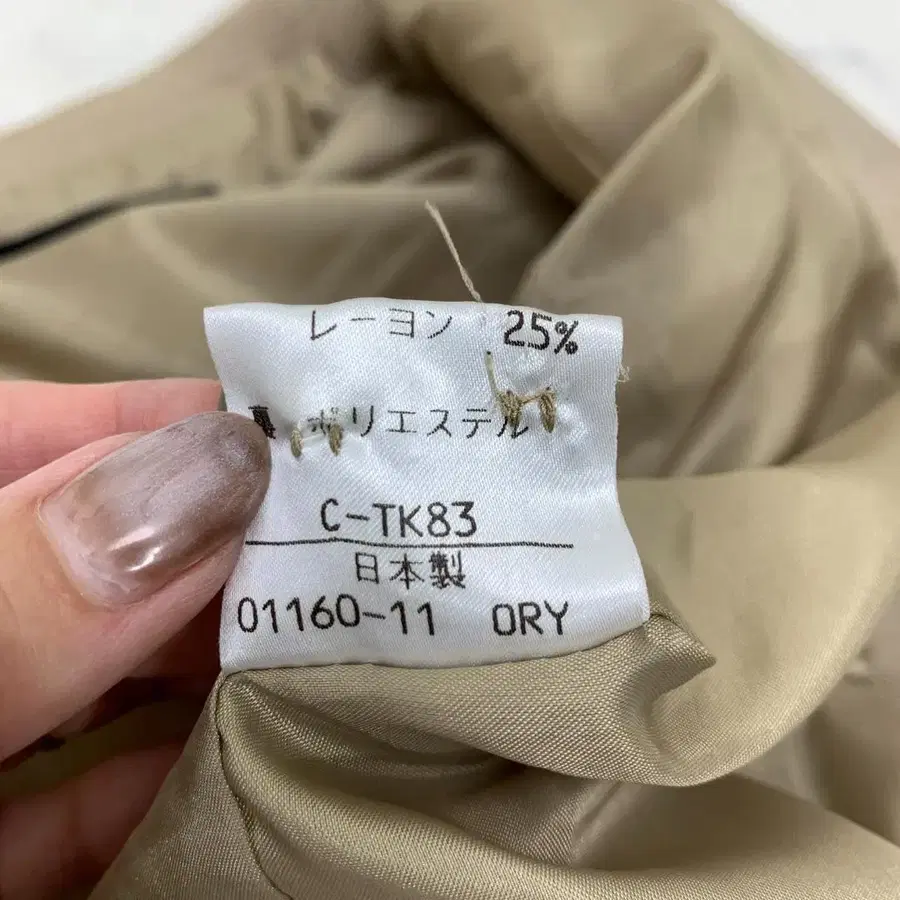 レーヨン 25%
裏 ポリエステル
C-TK83
日本製
01160-11 ORY